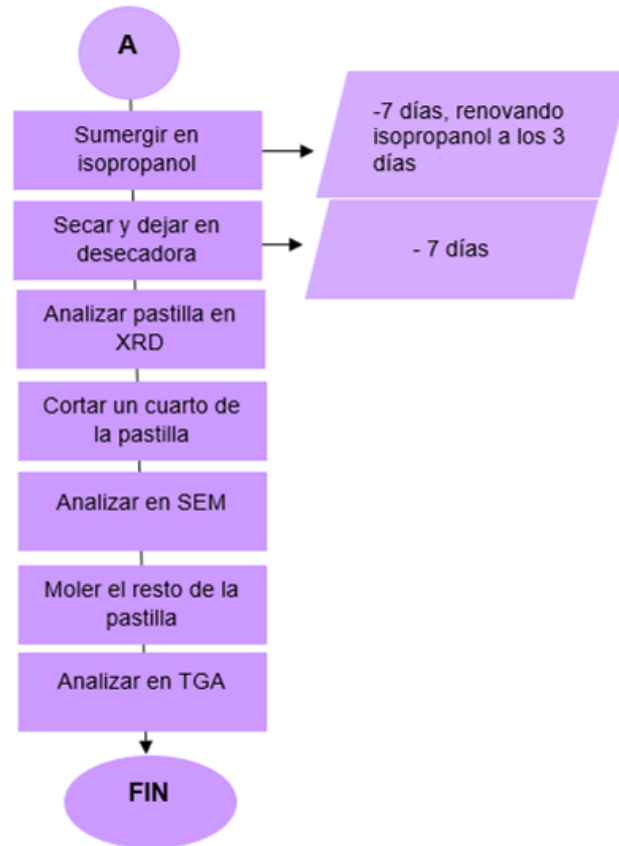 A
Sumergir en
isopropanol
-7 días, renovando
isopropanol a los 3
días
Secar y dejar en
desecadora
- 7 días
Analizar pastilla en
XRD
Cortar un cuarto de
la pastilla
Analizar en SEM
Moler el resto de la
pastilla
Analizar en TGA
FIN